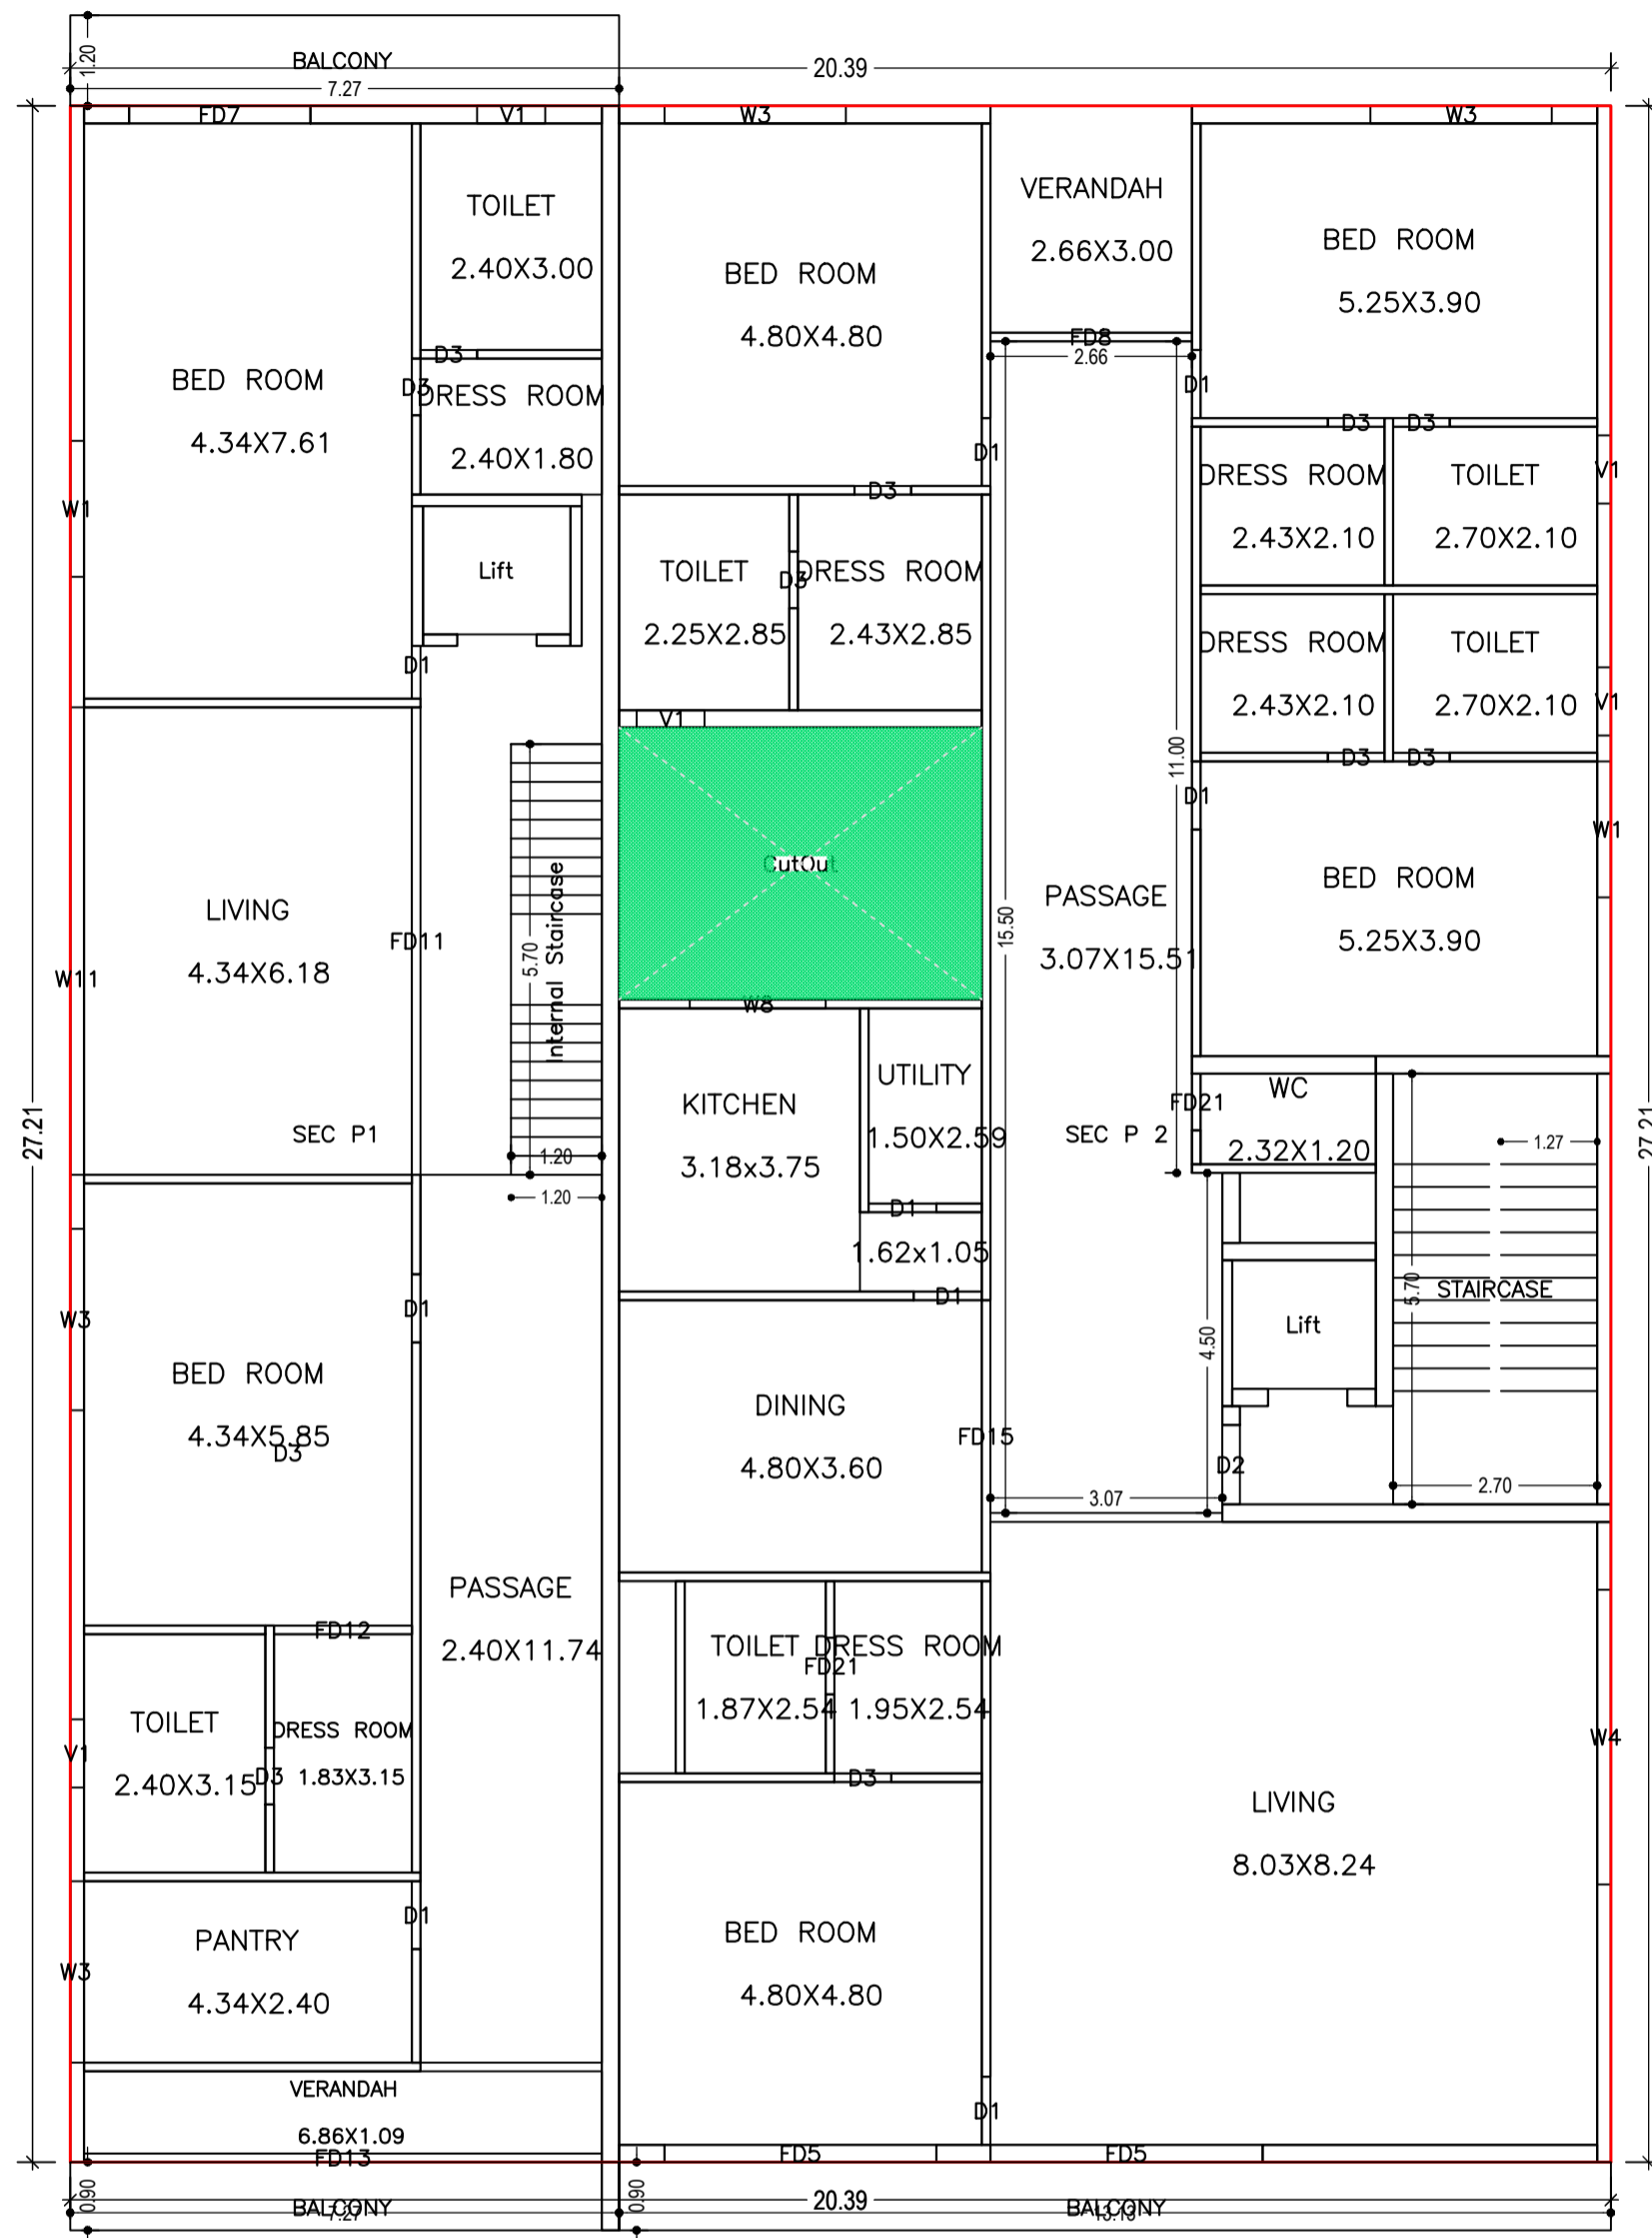 1.20
BALCONY
7.27
20.39
FD7
V1
W3
W3
TOILET
2.40X3.00
VERANDAH
2.66X3.00
BED ROOM
4.80X4.80
BED ROOM
5.25X3.90
FD8
2.66
D3
D3
DRESS ROOM
2.40X1.80
BED ROOM
4.34X7.61
D1
D1
D3
D3
D3
W1
Lift
TOILET
2.25X2.85
D3
DRESS ROOM
2.43X2.85
DRESS ROOM
2.43X2.10
TOILET
2.70X2.10
V1
DRESS ROOM
2.43X2.10
TOILET
2.70X2.10
V1
D1
V1
D3
D3
11.00
D1
W1
CutOut
LIVING
4.34X6.18
FD11
W11
5.70
Internal Staircase
15.50
PASSAGE
3.07X15.51
BED ROOM
5.25X3.90
W8
KITCHEN
3.18x3.75
UTILITY
1.50X2.59
WC
2.32X1.20
FD21
27.21
27.21
SEC P1
SEC P 2
1.27
1.20
1.20
D1
1.62x1.05
D1
D1
W3
5.70
STAIRCASE
Lift
4.50
BED ROOM
4.34X5.85
D3
DINING
4.80X3.60
FD15
D2
2.70
3.07
PASSAGE
2.40X11.74
FD12
TOILET
2.40X3.15
V1
D3
DRESS ROOM
1.83X3.15
TOILET
1.87X2.54
FD21
DRESS ROOM
1.95X2.54
D3
W4
LIVING
8.03X8.24
D1
PANTRY
4.34X2.40
W3
BED ROOM
4.80X4.80
VERANDAH
6.86X1.09
FD13
D1
FD5
FD5
0.90
BALCONY
7.27
0.90
20.39
BALCONY
13.13